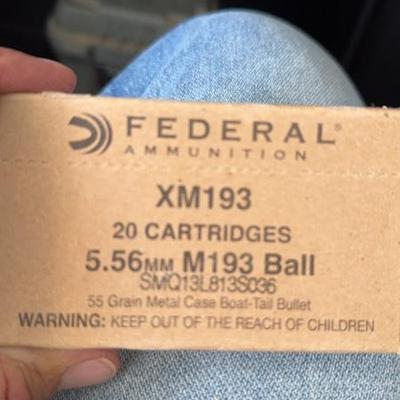 FEDERAL®
AMMUNITION
XM193
20 CARTRIDGES
5.56MM M193 Ball
SMQ13L813S036
55 Grain Metal Case Boat-Tail Bullet
WARNING: KEEP OUT OF THE REACH OF CHILDREN